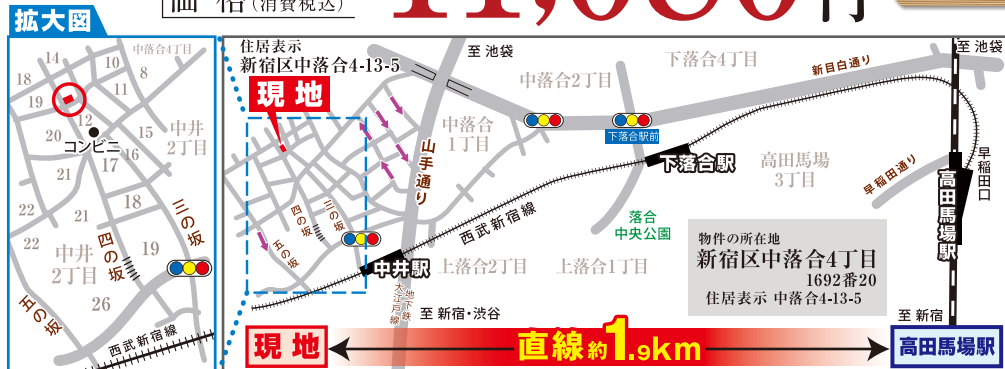 価格(消費税込)
11,080円
拡大図
14
中落合4丁目
10
8
18
11
19
12
15
20
コンビニ
中井
2丁目
16
17
21
18
22
21
三の坂
22
四の坂
19
中井
2丁目
五の坂
26
西武新宿線
住居表示
新宿区中落合4-13-5
現地
至 池袋
中落合2丁目
下落合4丁目
新目白通り
至 池袋
中落合
1丁目
山手通り
下落合駅前
下落合駅
高田馬場
3丁目
早稲田通り
早稲田口
高田馬場駅
三の坂
四の坂
五の坂
西武新宿線
落合
中央公園
中井駅
上落合2丁目
上落合1丁目
地下鉄
大江戸線
至 新宿・渋谷
物件の所在地
新宿区中落合4丁目
1692番20
住居表示 中落合4-13-5
至 新宿
現地
直線約1.9km
高田馬場駅